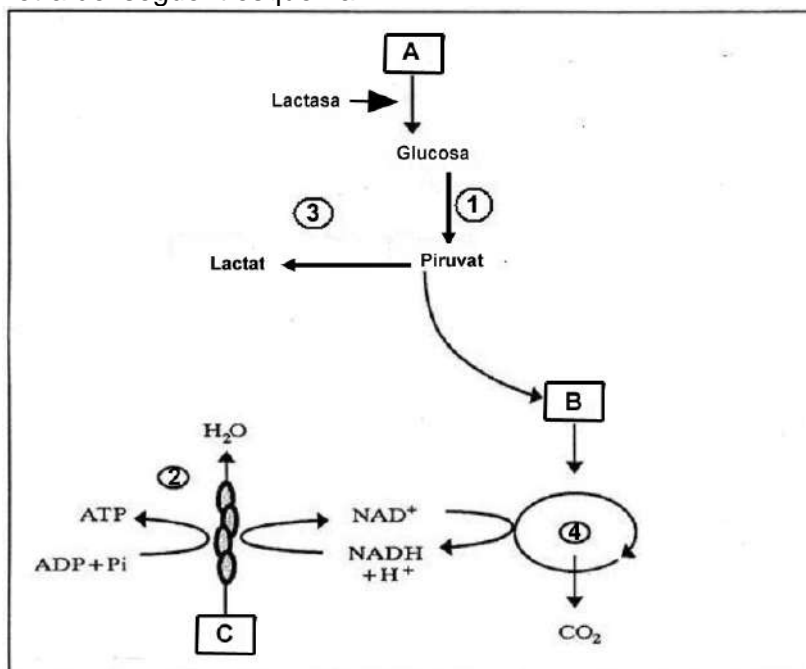 A
Lactasa
Glucosa
3
1
Lactat
Piruvat
B
H₂O
2
ATP
NAD⁺
4
ADP+Pi
NADH
+H⁺
C
CO₂